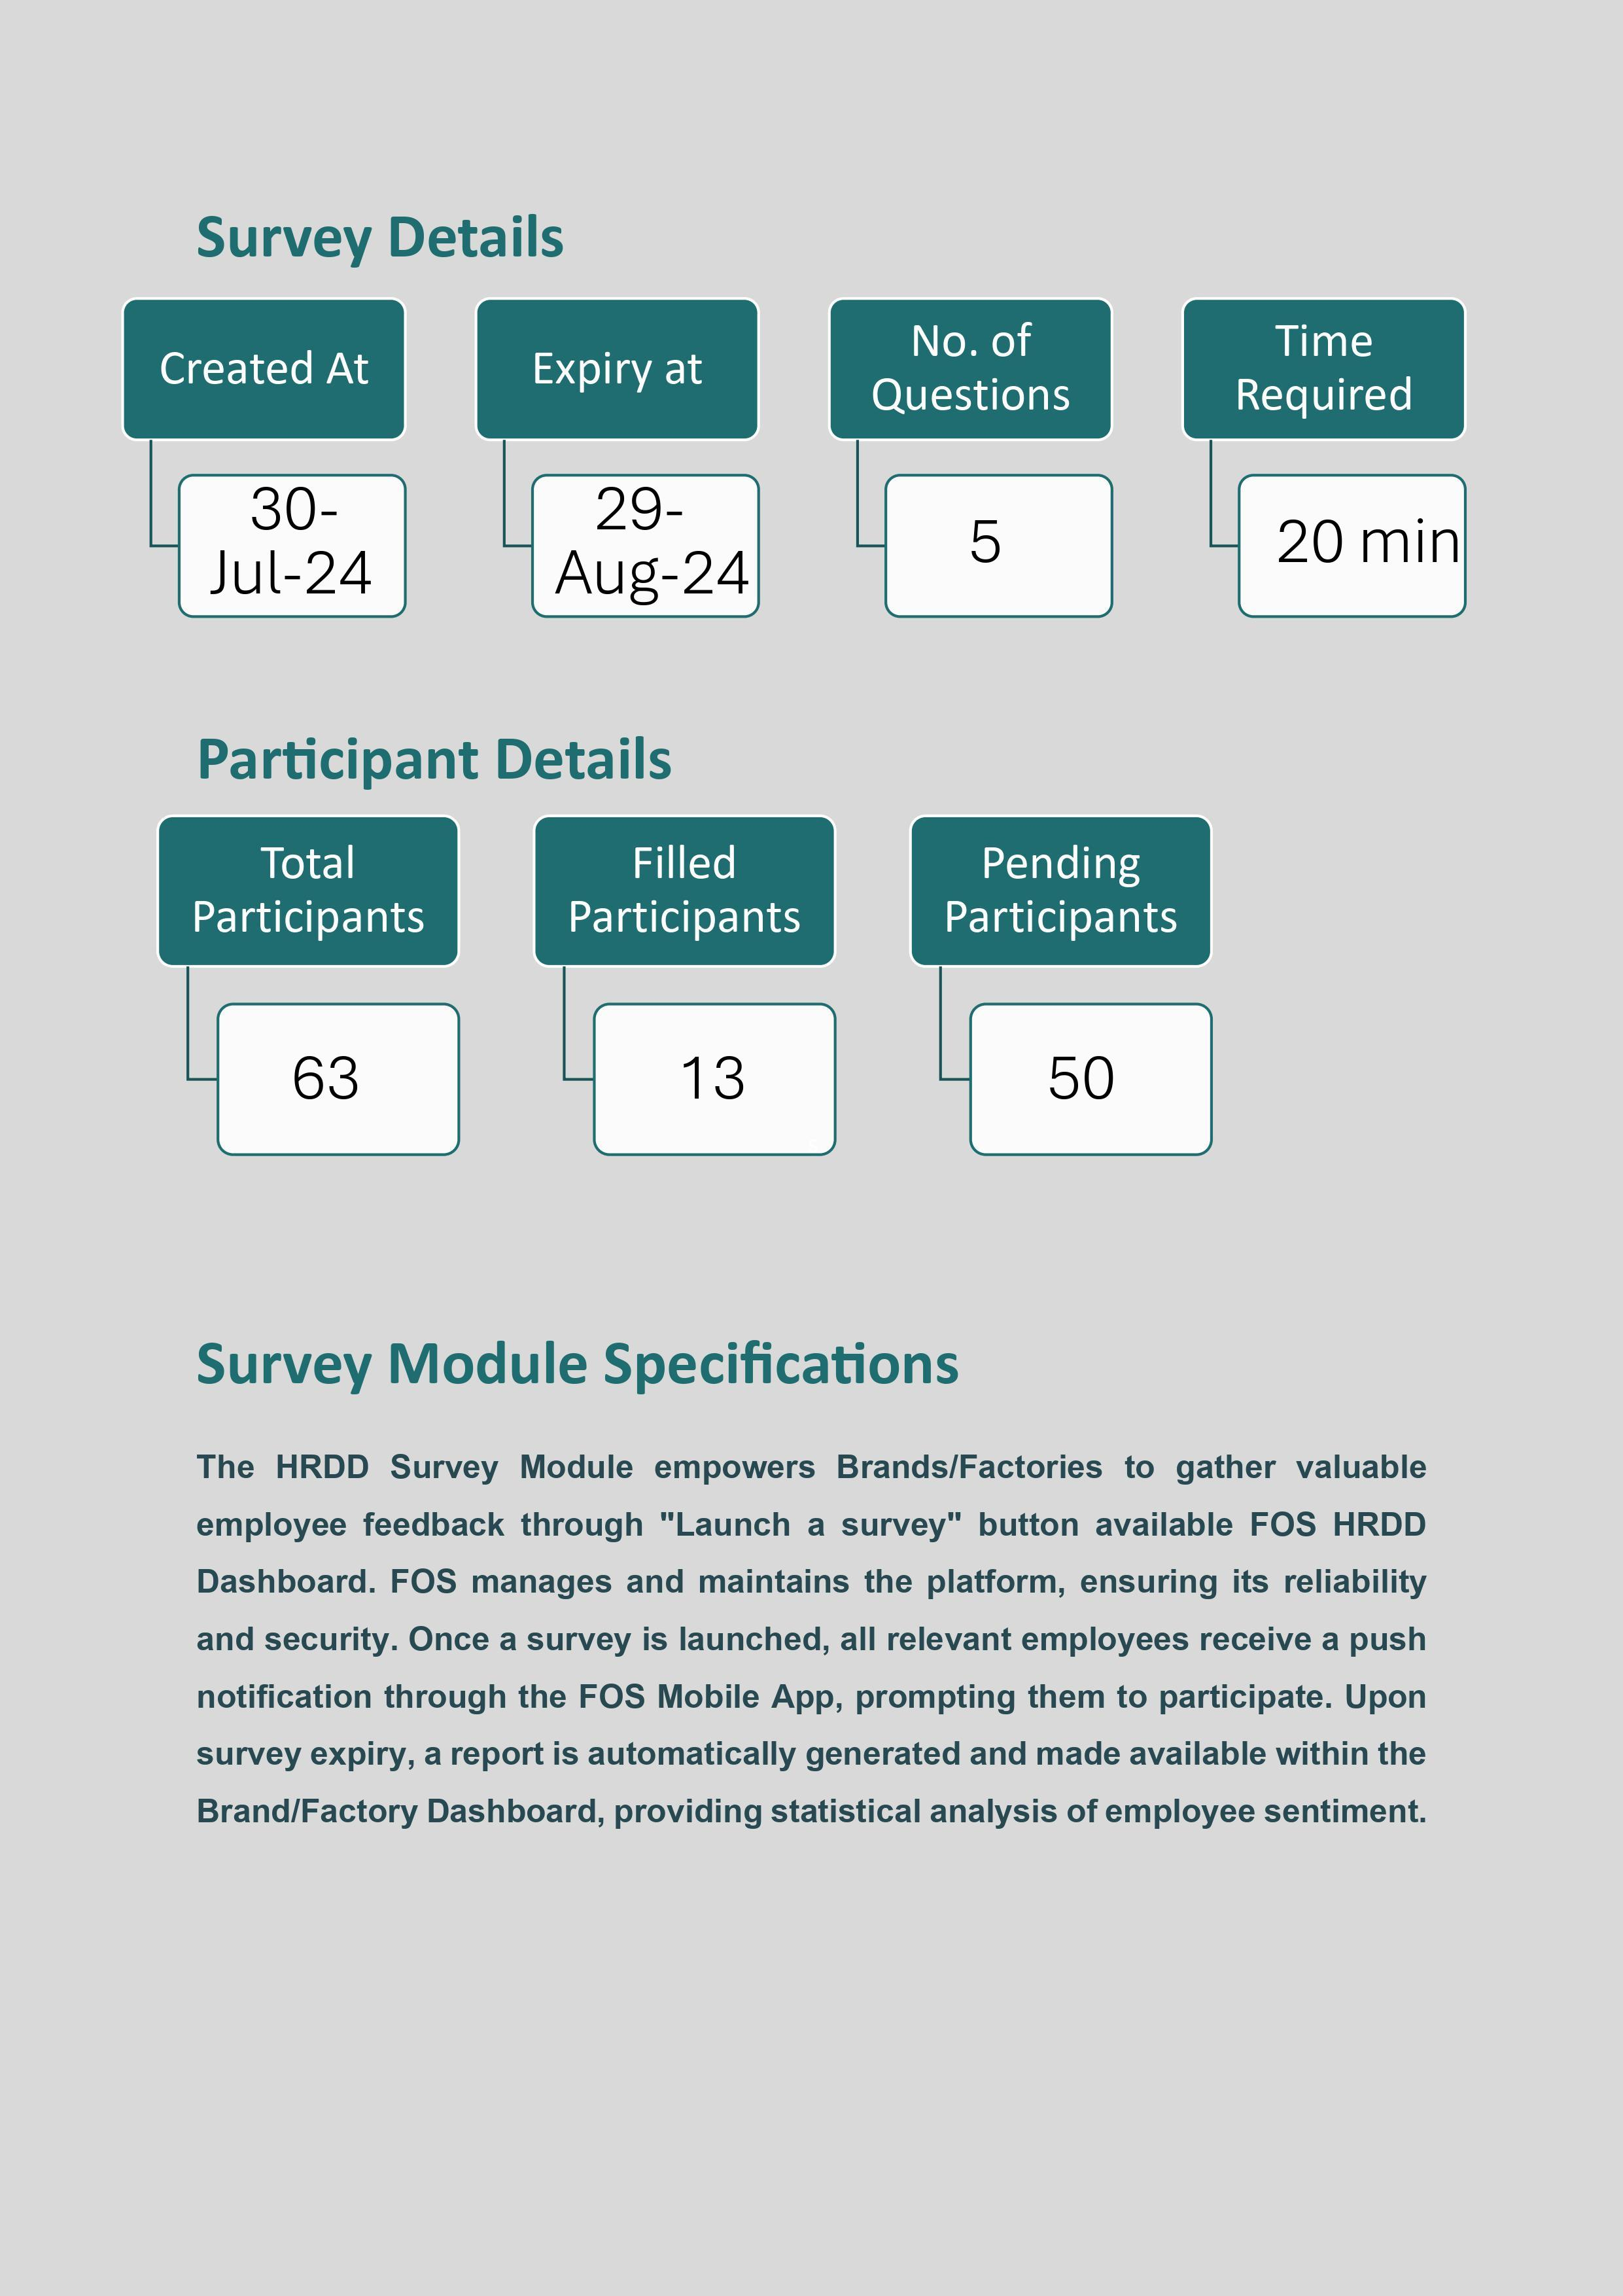 Survey Details
Created At
Expiry at
No. of
Questions
Time
Required
30-
Jul-24
29-
Aug-24
5
20 min
Participant Details
Total
Participants
Filled
Participants
Pending
Participants
63
13
50
Survey Module Specifications
The HRDD Survey Module empowers Brands/Factories to gather valuable
employee feedback through "Launch a survey" button available FOS HRDD
Dashboard. FOS manages and maintains the platform, ensuring its reliability
and security. Once a survey is launched, all relevant employees receive a push
notification through the FOS Mobile App, prompting them to participate. Upon
survey expiry, a report is automatically generated and made available within the
Brand/Factory Dashboard, providing statistical analysis of employee sentiment.